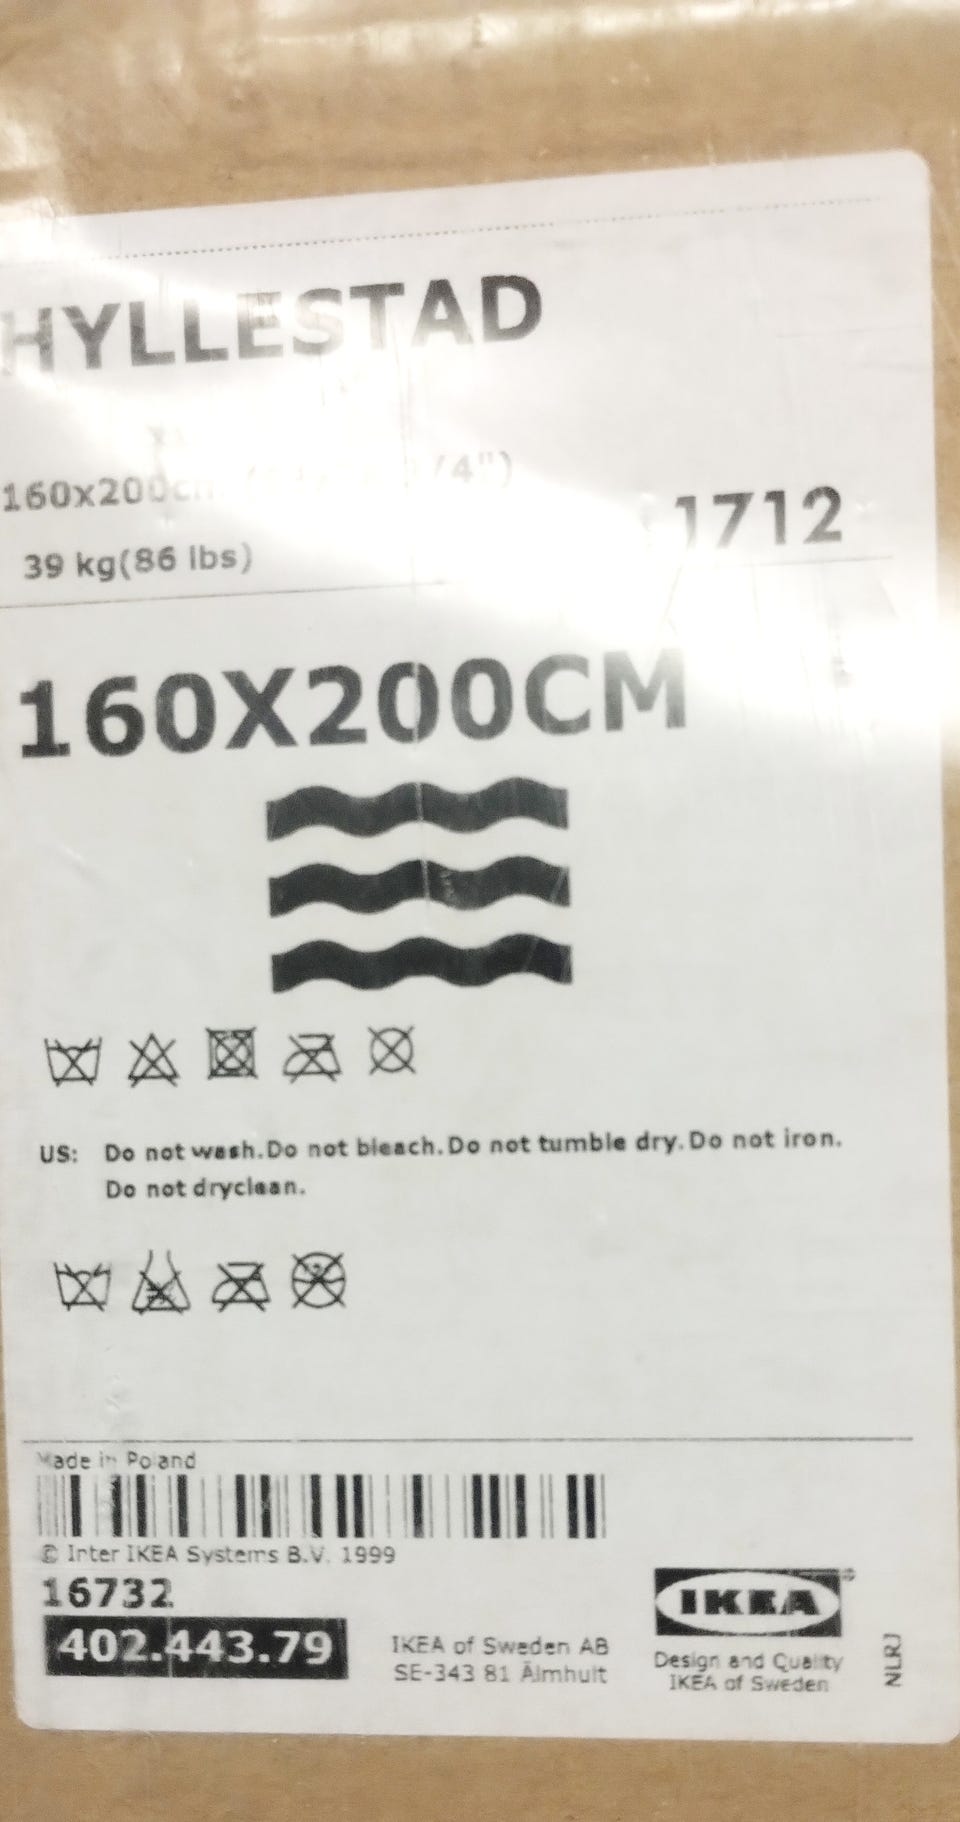 HYLLESTAD
160x200cm /4")
39 kg(86 lbs)
1712
160X200CM
US: Do not wash.Do not bleach.Do not tumble dry.Do not iron.
Do not dryclean.
Made in Poland
© Inter IKEA Systems B.V. 1999
16732
402.443.79
IKEA of Sweden AB
SE-343 81 Älmhult
IKEA
Design and Quality
IKEA of Sweden
NLRJ